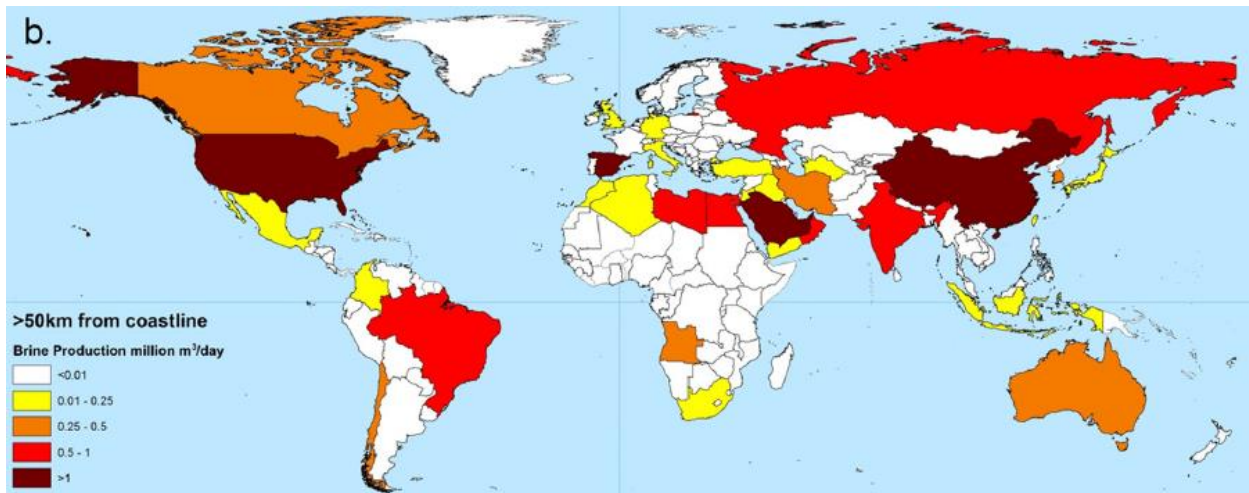 b.
>50km from coastline
Brine Production million m³/day
<0.01
0.01 - 0.25
0.25 - 0.5
0.5 - 1
>1